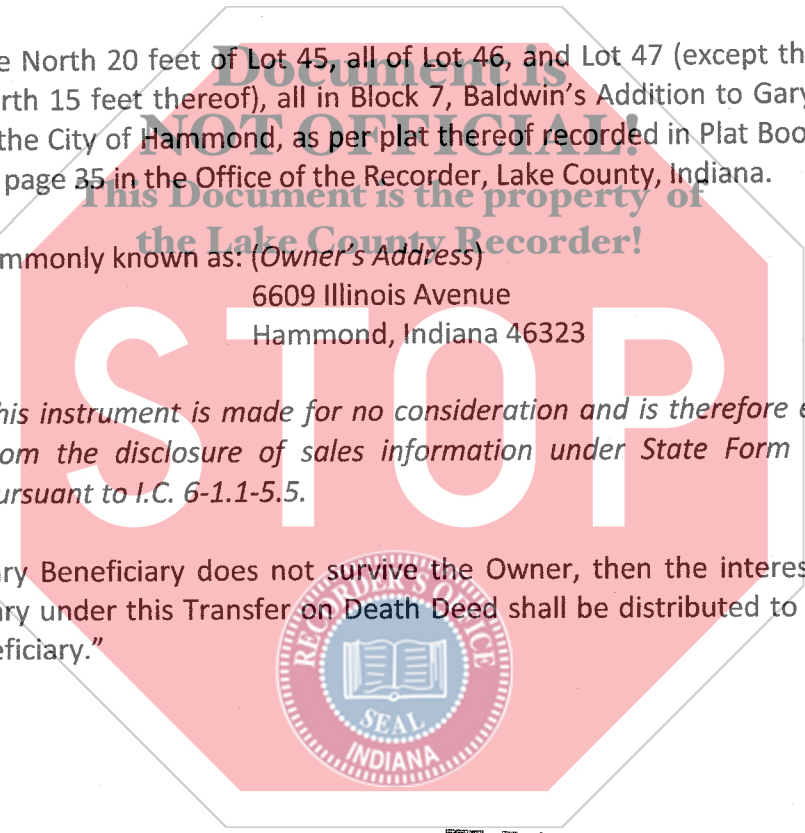 e North 20 feet of Lot 45, all of Lot 46, and Lot 47 (except th
Document is
rth 15 feet thereof), all in Block 7, Baldwin's Addition to Gary
the City of Hammond, as per plat thereof recorded in Plat Boo
NOT OFFICIAL!
page 35 in the Office of the Recorder, Lake County, Indiana.
This Document is the property of
the Lake County Recorder!
mmonly known as: (Owner's Address)
6609 Illinois Avenue
Hammond, Indiana 46323
STOP
his instrument is made for no consideration and is therefore e
om the disclosure of sales information under State Form
ursuant to I.C. 6-1.1-5.5.
ry Beneficiary does not survive the Owner, then the interes
ary under this Transfer on Death Deed shall be distributed to
eficiary."
RECORDER'S OFFICE
SEAL
INDIANA